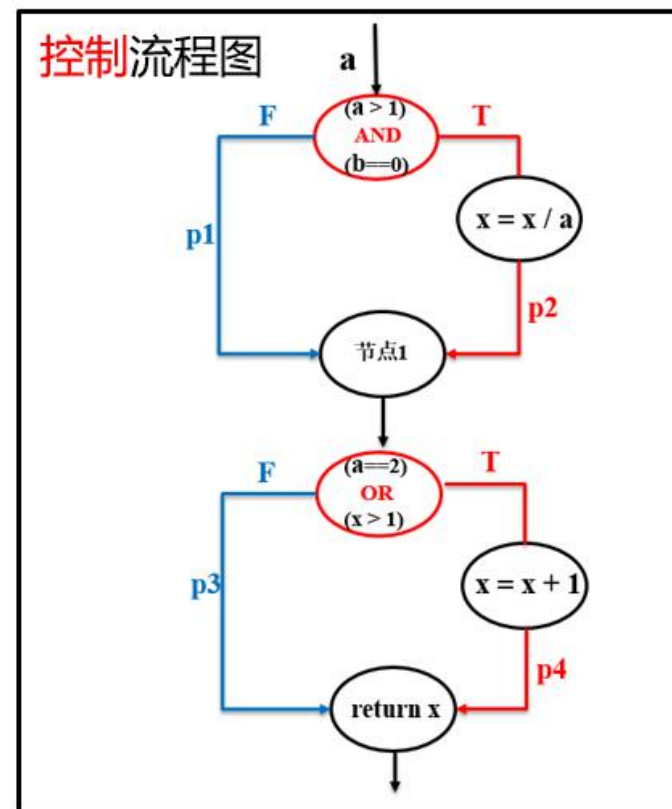 控制流程图
a
F
(a > 1)
AND
(b==0)
T
x = x / a
p1
p2
节点1
F
(a==2)
OR
(x > 1)
T
x = x + 1
p3
p4
return x